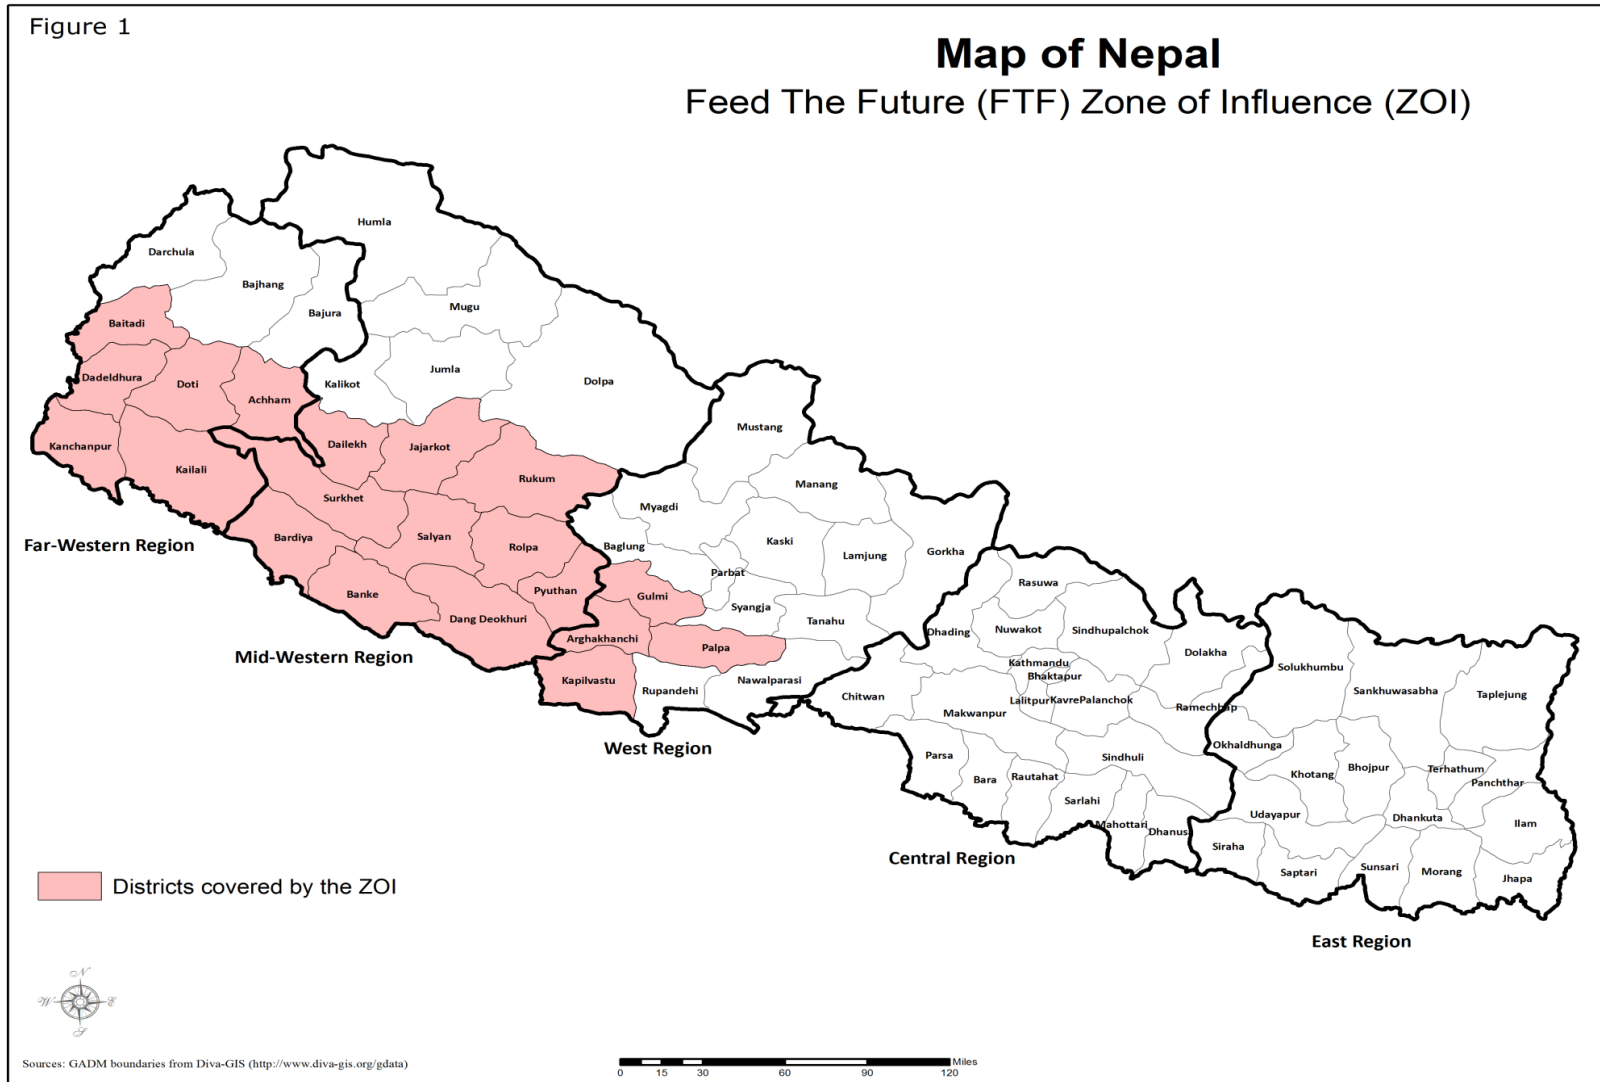 Figure 1
Map of Nepal
Feed The Future (FTF) Zone of Influence (ZOI)
Humla
Darchula
Bajhang
Bajura
Mugu
Baitadi
Jumla
Dolpa
Dadeldhura
Doti
Kalikot
Achham
Mustang
Kanchanpur
Dailekh
Jajarkot
Kailali
Rukum
Manang
Surkhet
Myagdi
Far-Western Region
Bardiya
Salyan
Rolpa
Baglung
Kaski
Lamjung
Gorkha
Parbat
Rasuwa
Banke
Pyuthan
Gulmi
Syangja
Dang Deokhuri
Tanahu
Dhading
Nuwakot
Sindhupalchok
Arghakhanchi
Palpa
Dolakha
Mid-Western Region
Kathmandu
Solukhumbu
Bhaktapur
Kapilvastu
Rupandehi
Nawalparasi
Chitwan
Lalitpur
KavrePalanchok
Sankhuwasabha
Taplejung
Makwanpur
Ramechhap
West Region
Okhaldhunga
Parsa
Sindhuli
Bara
Rautahat
Khotang
Bhojpur
Terhathum
Panchthar
Sarlahi
Udayapur
Dhankuta
Ilam
Mahottari
Dhanus
Siraha
Central Region
Saptari
Sunsari
Morang
Jhapa
Districts covered by the ZOI
East Region
N
W
E
S
Sources: GADM boundaries from Diva-GIS (http://www.diva-gis.org/gdata)
Miles
0 15 30 60 90 120